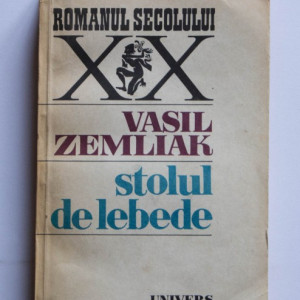 ROMANUL SECOLULUI
XX
VASIL
ZEMLIAK
stolul
de lebede
UNIVERS